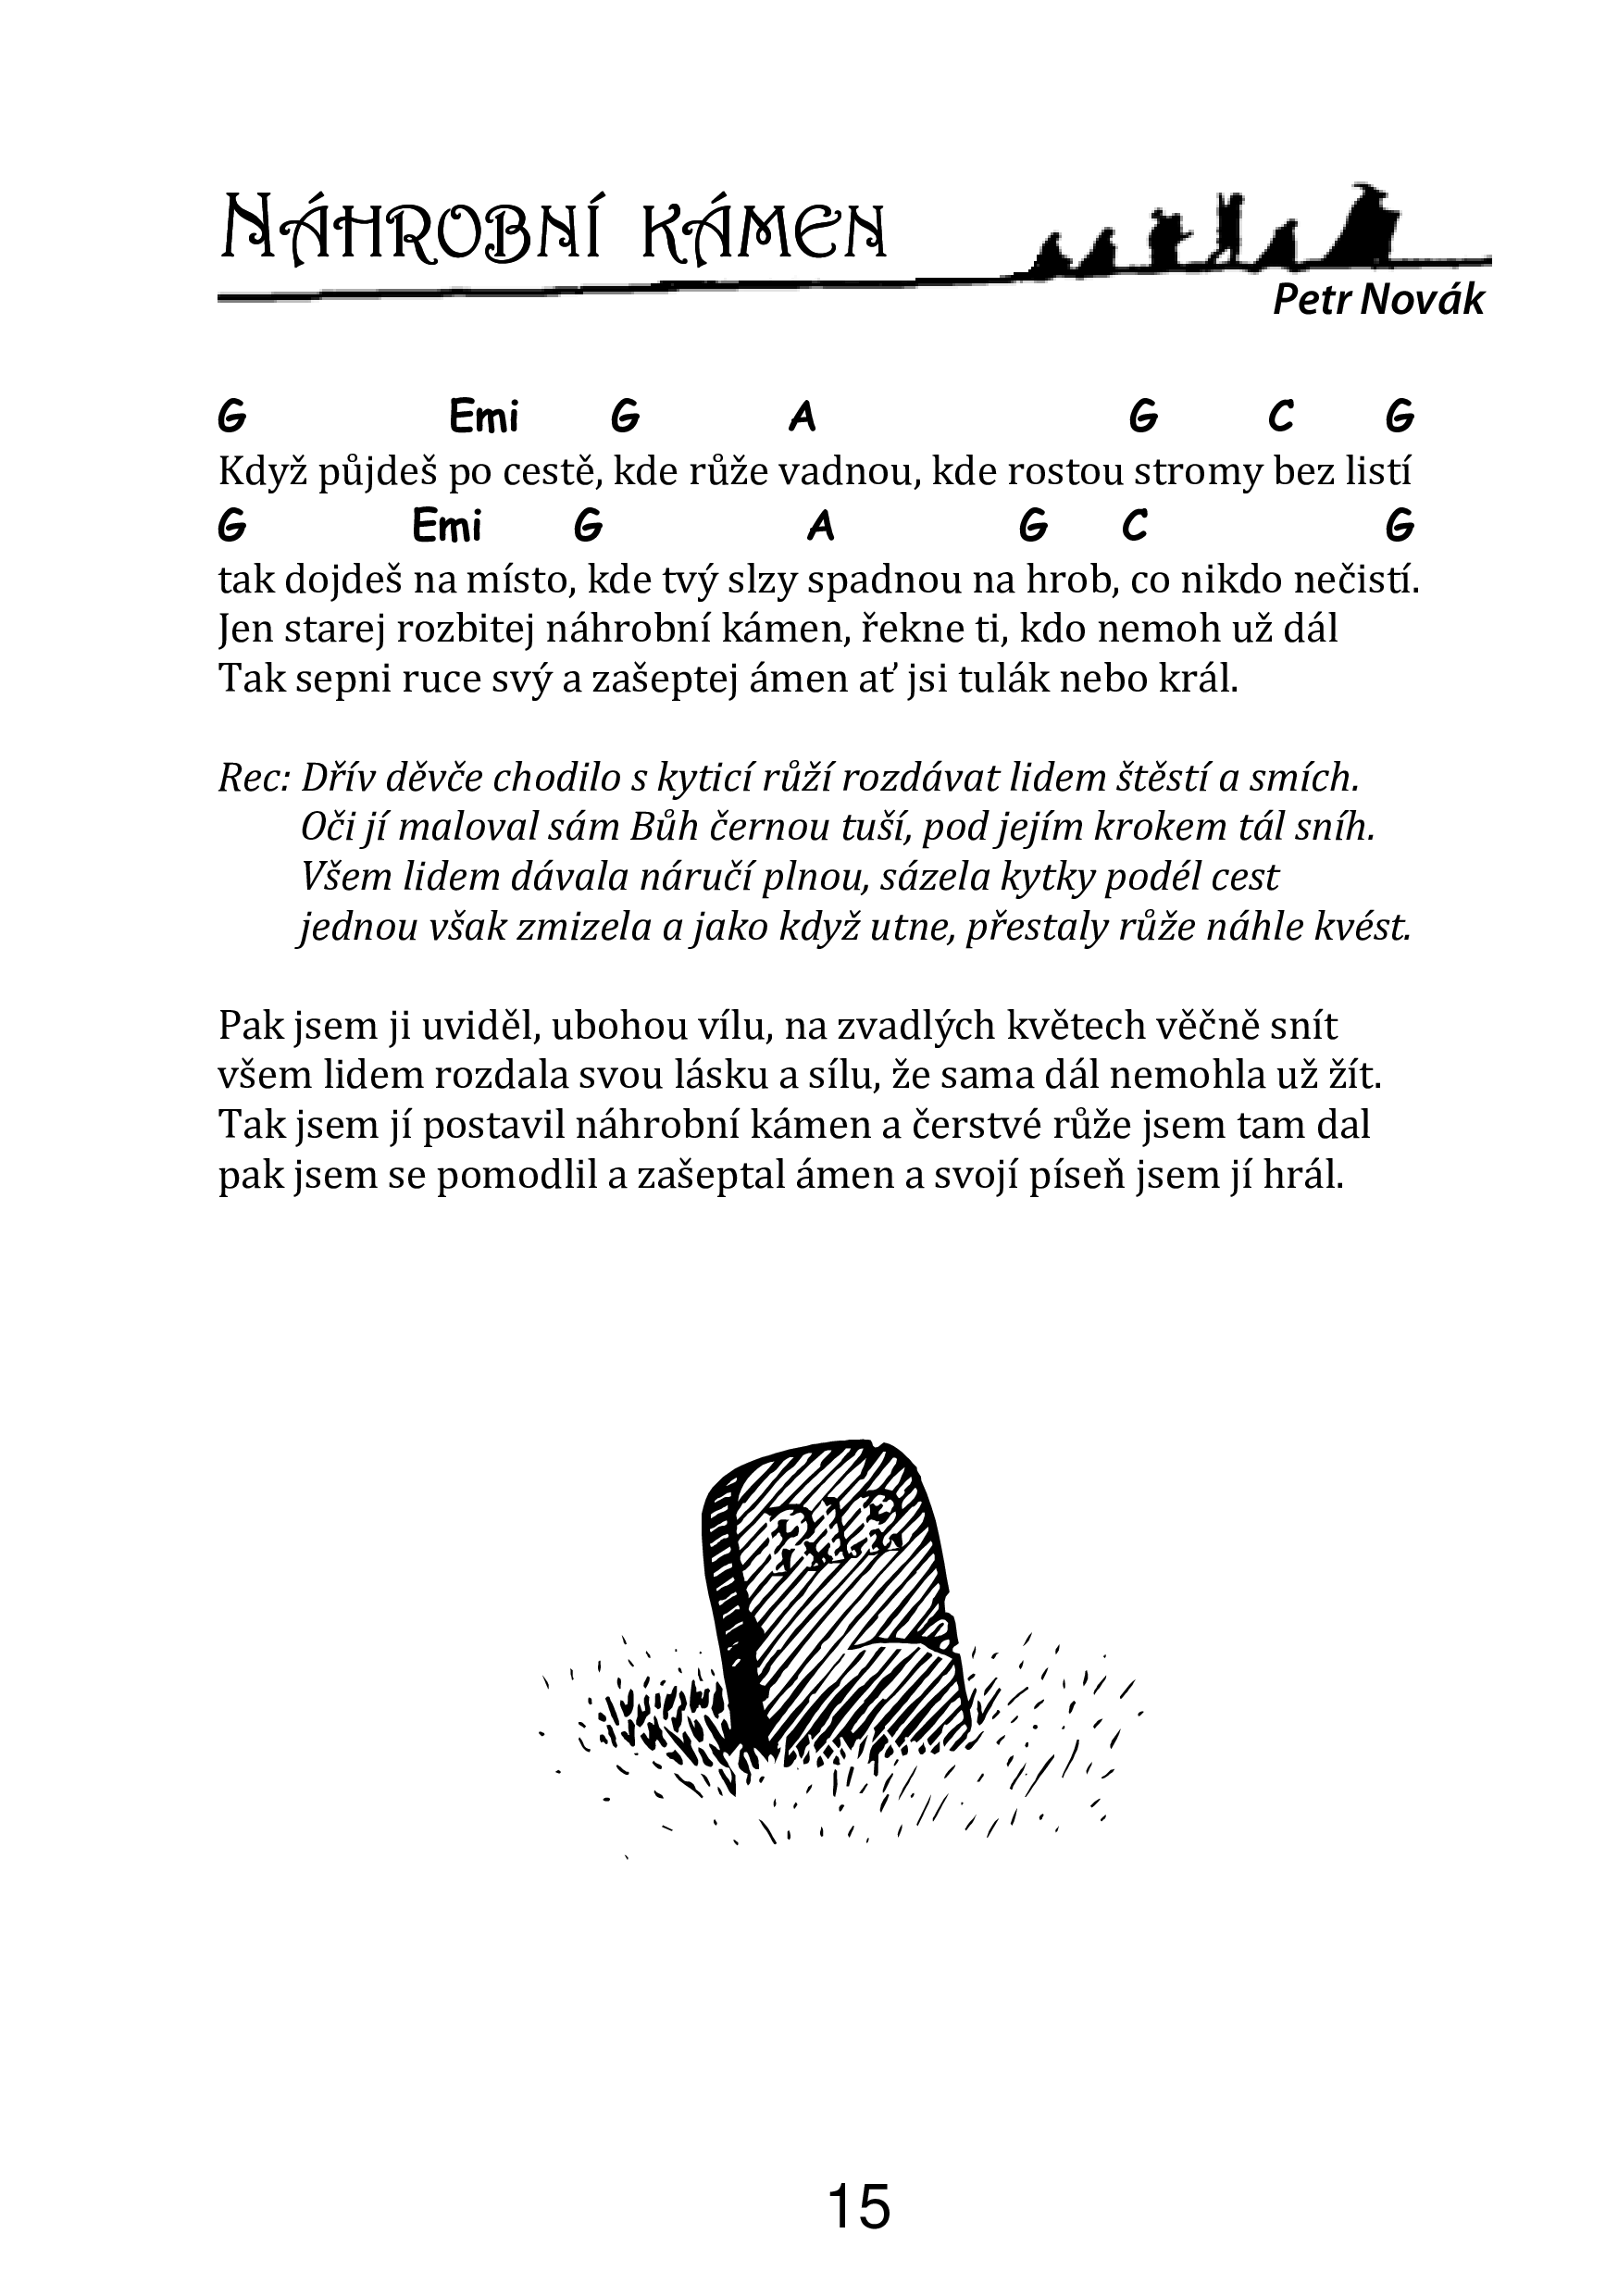 Náhrobní kámen
Petr Novák
G Emi G A G C G
Když půjdeš po cestě, kde růže vadnou, kde rostou stromy bez listí
G Emi G A G C G
tak dojdeš na místo, kde tvý slzy spadnou na hrob, co nikdo nečistí.
Jen starej rozbitej náhrobní kámen, řekne ti, kdo nemoh už dál
Tak sepni ruce svý a zašeptej ámen ať jsi tulák nebo král.
Rec: Dřív děvče chodilo s kyticí růží rozdávat lidem štěstí a smích.
Oči jí maloval sám Bůh černou tuší, pod jejím krokem tál sníh.
Všem lidem dávala náručí plnou, sázela kytky podél cest
jednou však zmizela a jako když utne, přestaly růže náhle kvést.
Pak jsem ji uviděl, ubohou vílu, na zvadlých květech věčně snít
všem lidem rozdala svou lásku a sílu, že sama dál nemohla už žít.
Tak jsem jí postavil náhrobní kámen a čerstvé růže jsem tam dal
pak jsem se pomodlil a zašeptal ámen a svojí píseň jsem jí hrál.
R.I.P.
15